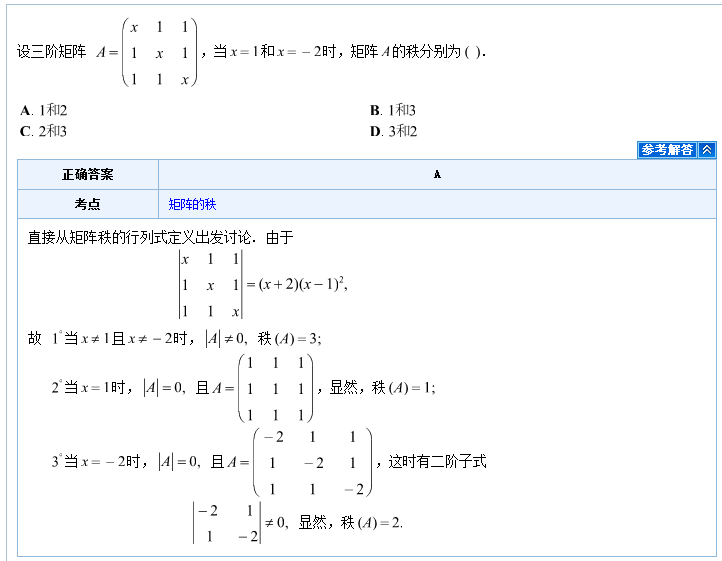 设三阶矩阵 A = (x 1 1; 1 x 1; 1 1 x), 当 x = 1 和 x = −2 时, 矩阵 A 的秩分别为 ( ).
A. 1和2 B. 1和3
C. 2和3 D. 3和2
参考解答
正确答案 A
考点 矩阵的秩
直接从矩阵秩的行列式定义出发讨论. 由于
|x 1 1; 1 x 1; 1 1 x| = (x+2)(x−1)²,
故 1° 当 x ≠ 1 且 x ≠ −2 时, |A| ≠ 0, 秩 (A) = 3;
2° 当 x = 1 时, |A| = 0, 且 A = (1 1 1; 1 1 1; 1 1 1), 显然, 秩 (A) = 1;
3° 当 x = −2 时, |A| = 0, 且 A = (−2 1 1; 1 −2 1; 1 1 −2), 这时有二阶子式
|−2 1; 1 −2| ≠ 0, 显然, 秩 (A) = 2.